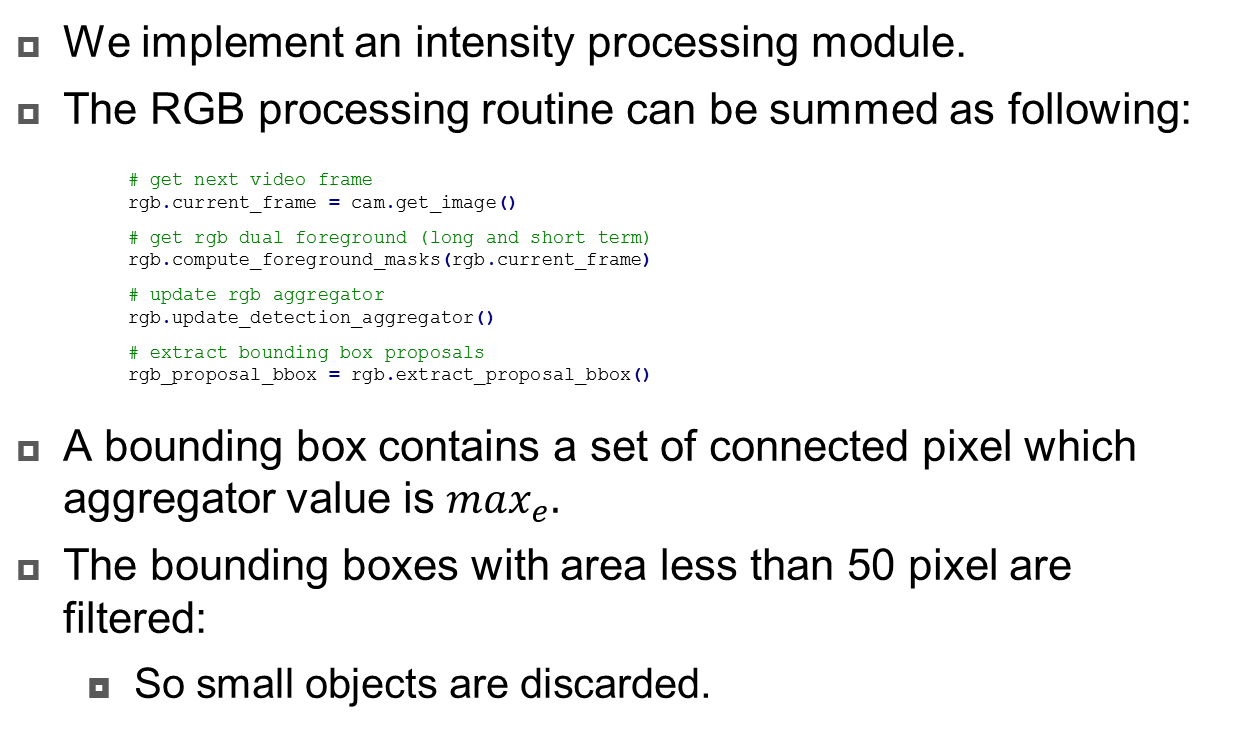 We implement an intensity processing module.
The RGB processing routine can be summed as following:
# get next video frame
rgb.current_frame = cam.get_image()
# get rgb dual foreground (long and short term)
rgb.compute_foreground_masks(rgb.current_frame)
# update rgb aggregator
rgb.update_detection_aggregator()
# extract bounding box proposals
rgb_proposal_bbox = rgb.extract_proposal_bbox()
A bounding box contains a set of connected pixel which
aggregator value is maxₑ.
The bounding boxes with area less than 50 pixel are
filtered:
So small objects are discarded.